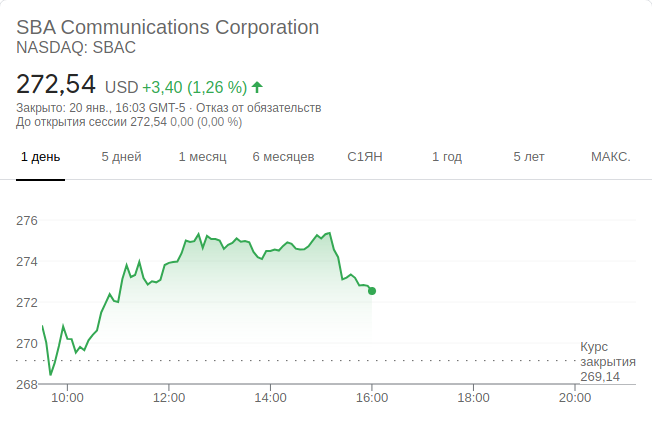 SBA Communications Corporation
NASDAQ: SBAC
272,54 USD +3,40 (1,26 %)
Закрыто: 20 янв., 16:03 GMT-5 · Отказ от обязательств
До открытия сессии 272,54 0,00 (0,00 %)
1 день 5 дней 1 месяц 6 месяцев С1ЯН 1 год 5 лет МАКС.
276
274
272
270
Курс
закрытия
269,14
268
10:00 12:00 14:00 16:00 18:00 20:00